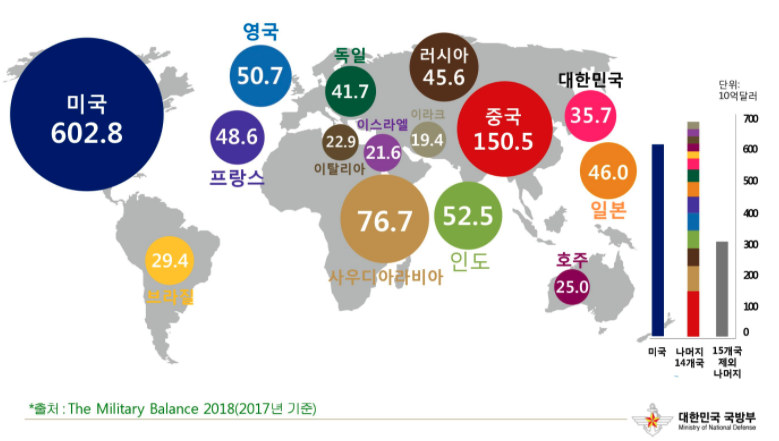 영국
50.7
독일
41.7
러시아
45.6
대한민국
35.7
단위:
10억달러
미국
602.8
프랑스
48.6
이스라엘
21.6
이라크
19.4
22.9
이탈리아
중국
150.5
46.0
일본
76.7
사우디아라비아
52.5
인도
29.4
브라질
호주
25.0
700
600
500
400
300
200
100
0
미국
나머지
14개국
15개국
제외
나머지
*출처 : The Military Balance 2018(2017년 기준)
대한민국 국방부
Ministry of National Defense